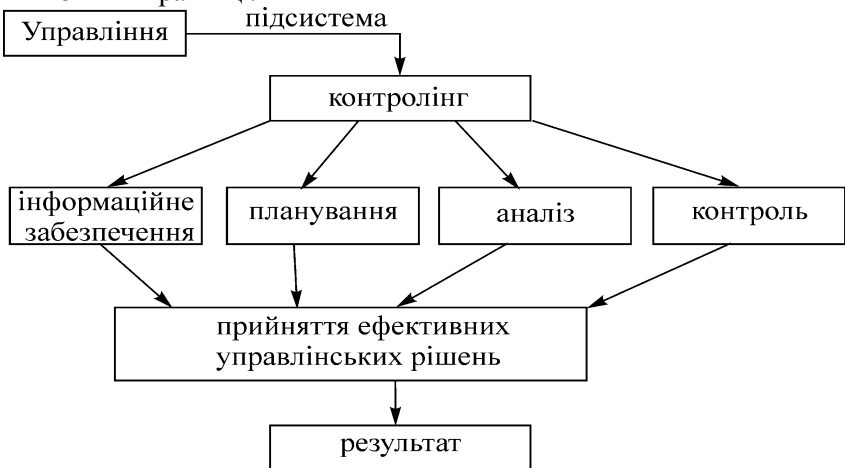 підсистема
Управління
контролінг
інформаційне
забезпечення
планування
аналіз
контроль
прийняття ефективних
управлінських рішень
результат